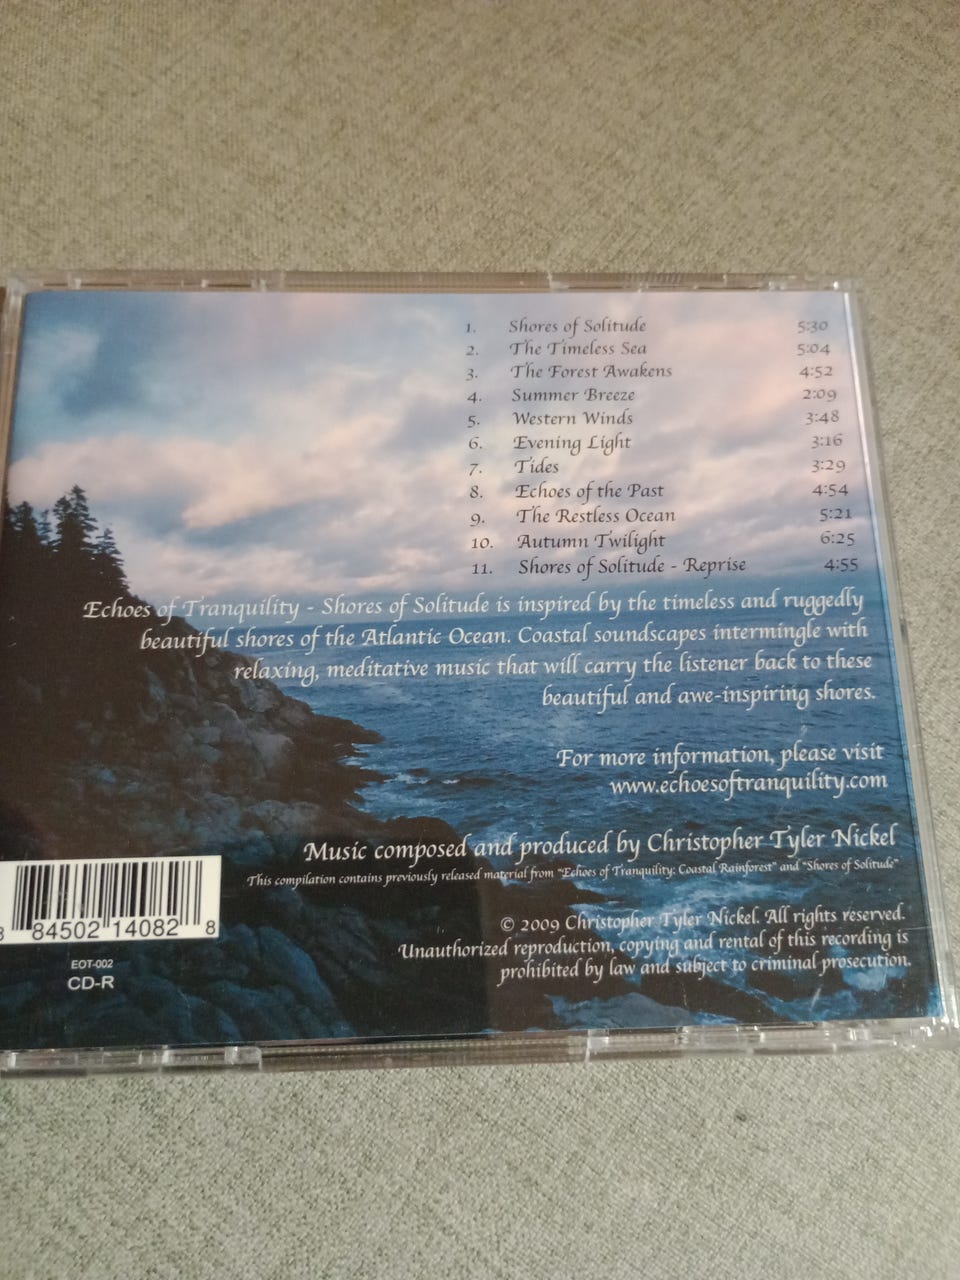 1. Shores of Solitude 5:30
2. The Timeless Sea 5:04
3. The Forest Awakens 4:52
4. Summer Breeze 2:09
5. Western Winds 3:48
6. Evening Light 3:16
7. Tides 3:29
8. Echoes of the Past 4:54
9. The Restless Ocean 5:21
10. Autumn Twilight 6:25
11. Shores of Solitude - Reprise 4:55
Echoes of Tranquility - Shores of Solitude is inspired by the timeless and ruggedly
beautiful shores of the Atlantic Ocean. Coastal soundscapes intermingle with
relaxing, meditative music that will carry the listener back to these
beautiful and awe-inspiring shores.
For more information, please visit
www.echoesoftranquility.com
Music composed and produced by Christopher Tyler Nickel
This compilation contains previously released material from "Echoes of Tranquility: Coastal Rainforest" and "Shores of Solitude"
© 2009 Christopher Tyler Nickel. All rights reserved.
Unauthorized reproduction, copying and rental of this recording is
prohibited by law and subject to criminal prosecution.
8 84502 14082 8
EOT-002
CD-R